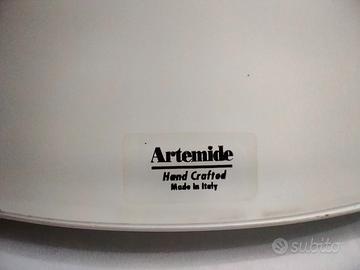 Artemide
Hand Crafted
Made in Italy
subito